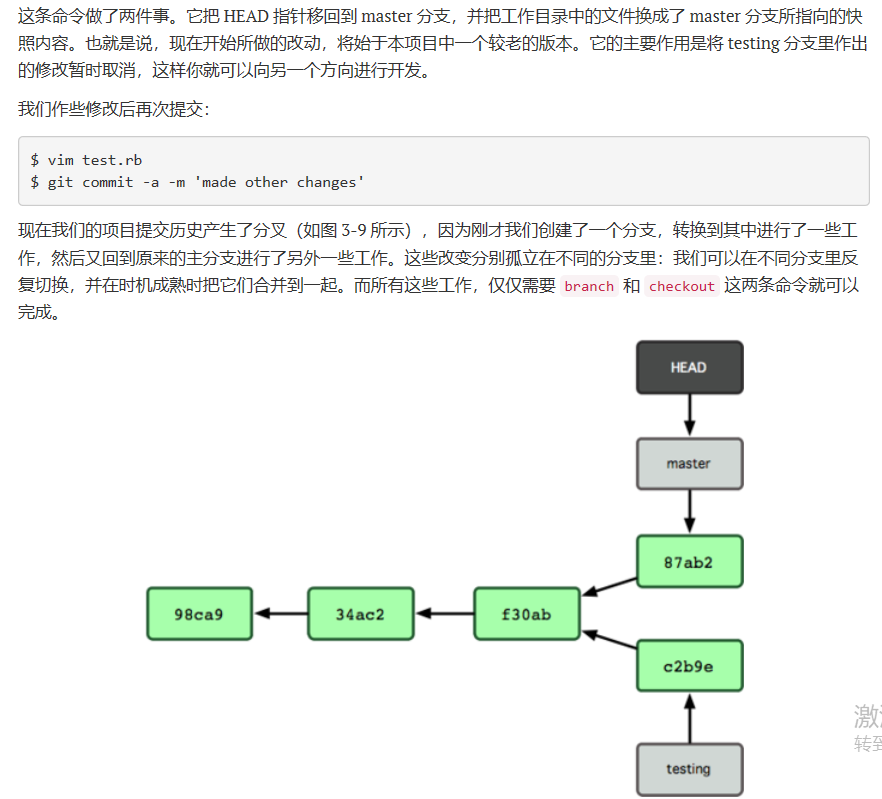 这条命令做了两件事。它把 HEAD 指针移回到 master 分支，并把工作目录中的文件换成了 master 分支所指向的快
照内容。也就是说，现在开始所做的改动，将始于本项目中一个较老的版本。它的主要作用是将 testing 分支里作出
的修改暂时取消，这样你就可以向另一个方向进行开发。
我们作些修改后再次提交：
$ vim test.rb
$ git commit -a -m 'made other changes'
现在我们的项目提交历史产生了分叉（如图 3-9 所示），因为刚才我们创建了一个分支，转换到其中进行了一些工
作，然后又回到原来的主分支进行了另外一些工作。这些改变分别孤立在不同的分支里：我们可以在不同分支里反
复切换，并在时机成熟时把它们合并到一起。而所有这些工作，仅仅需要 branch 和 checkout 这两条命令就可以
完成。
HEAD
master
87ab2
98ca9 34ac2 f30ab
c2b9e
testing
激
转到